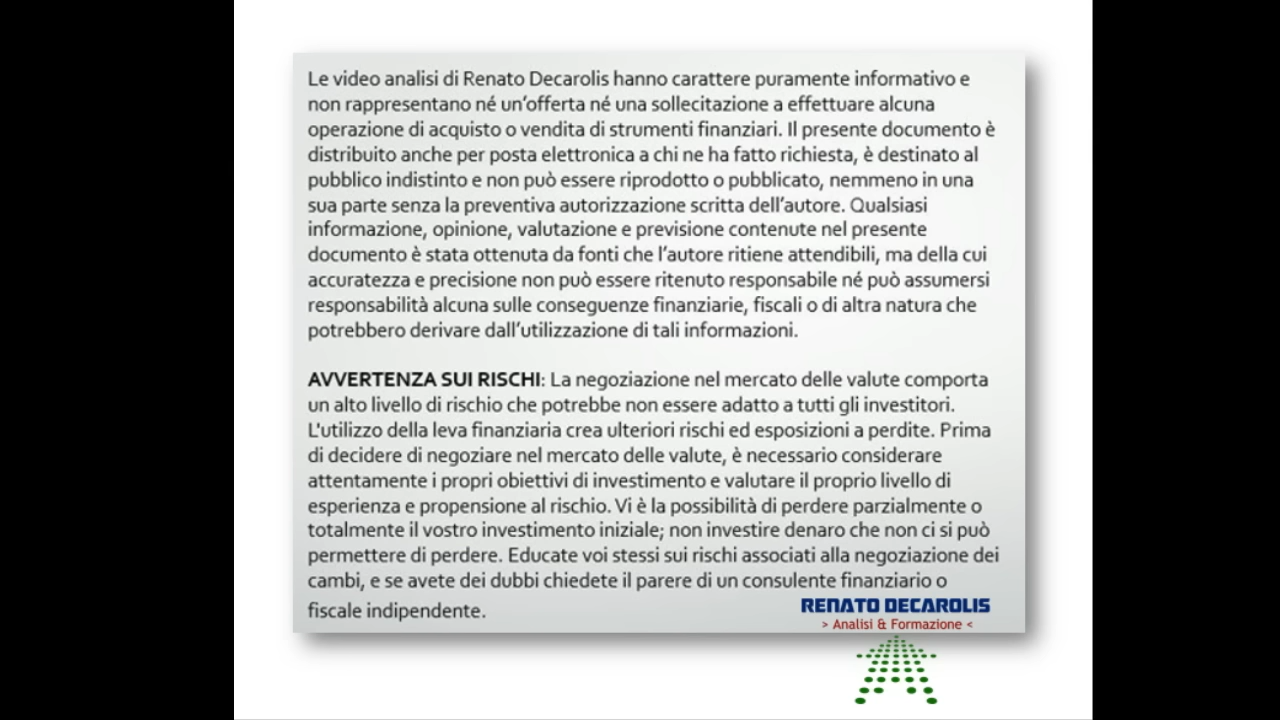 Le video analisi di Renato Decarolis hanno carattere puramente informativo e
non rappresentano né un’offerta né una sollecitazione a effettuare alcuna
operazione di acquisto o vendita di strumenti finanziari. Il presente documento è
distribuito anche per posta elettronica a chi ne ha fatto richiesta, è destinato al
pubblico indistinto e non può essere riprodotto o pubblicato, nemmeno in una
sua parte senza la preventiva autorizzazione scritta dell’autore. Qualsiasi
informazione, opinione, valutazione e previsione contenute nel presente
documento è stata ottenuta da fonti che l’autore ritiene attendibili, ma della cui
accuratezza e precisione non può essere ritenuto responsabile né può assumersi
responsabilità alcuna sulle conseguenze finanziarie, fiscali o di altra natura che
potrebbero derivare dall’utilizzazione di tali informazioni.
AVVERTENZA SUI RISCHI: La negoziazione nel mercato delle valute comporta
un alto livello di rischio che potrebbe non essere adatto a tutti gli investitori.
L'utilizzo della leva finanziaria crea ulteriori rischi ed esposizioni a perdite. Prima
di decidere di negoziare nel mercato delle valute, è necessario considerare
attentamente i propri obiettivi di investimento e valutare il proprio livello di
esperienza e propensione al rischio. Vi è la possibilità di perdere parzialmente o
totalmente il vostro investimento iniziale; non investire denaro che non ci si può
permettere di perdere. Educate voi stessi sui rischi associati alla negoziazione dei
cambi, e se avete dei dubbi chiedete il parere di un consulente finanziario o
fiscale indipendente.
RENATO DECAROLIS
> Analisi & Formazione <